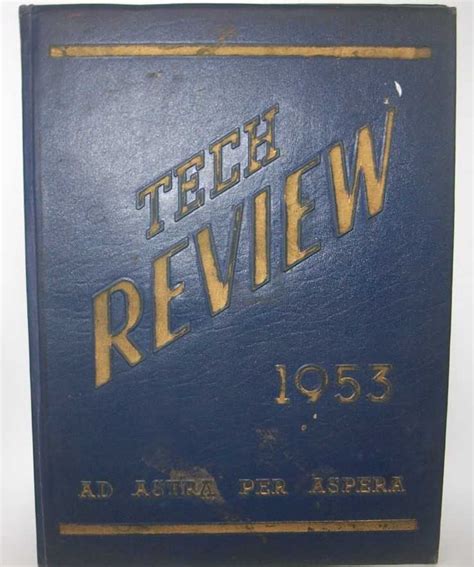 TECH
REVIEW
1953
AD ASTRA PER ASPERA